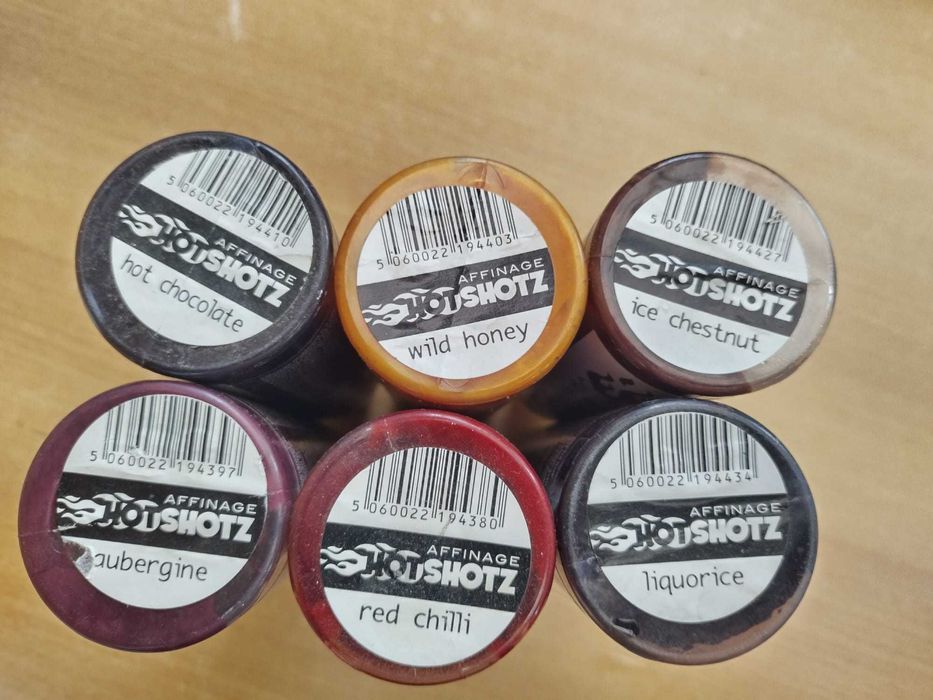 5 060022 194410
AFFINAGE
HOTSHOTZ
hot chocolate
5 060022 194403
AFFINAGE
HOTSHOTZ
wild honey
5 060022 194427
AFFINAGE
HOTSHOTZ
ice chestnut
5 060022 194397
AFFINAGE
HOTSHOTZ
aubergine
5 060022 194380
AFFINAGE
HOTSHOTZ
red chilli
5 060022 194434
AFFINAGE
HOTSHOTZ
liquorice